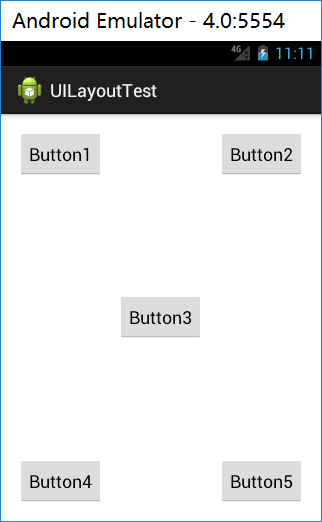 Android Emulator - 4.0:5554
4G 11:11
UILayoutTest
Button1 Button2
Button3
Button4 Button5